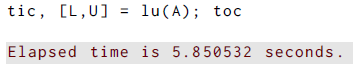 tic, [L,U] = lu(A); toc
Elapsed time is 5.850532 seconds.